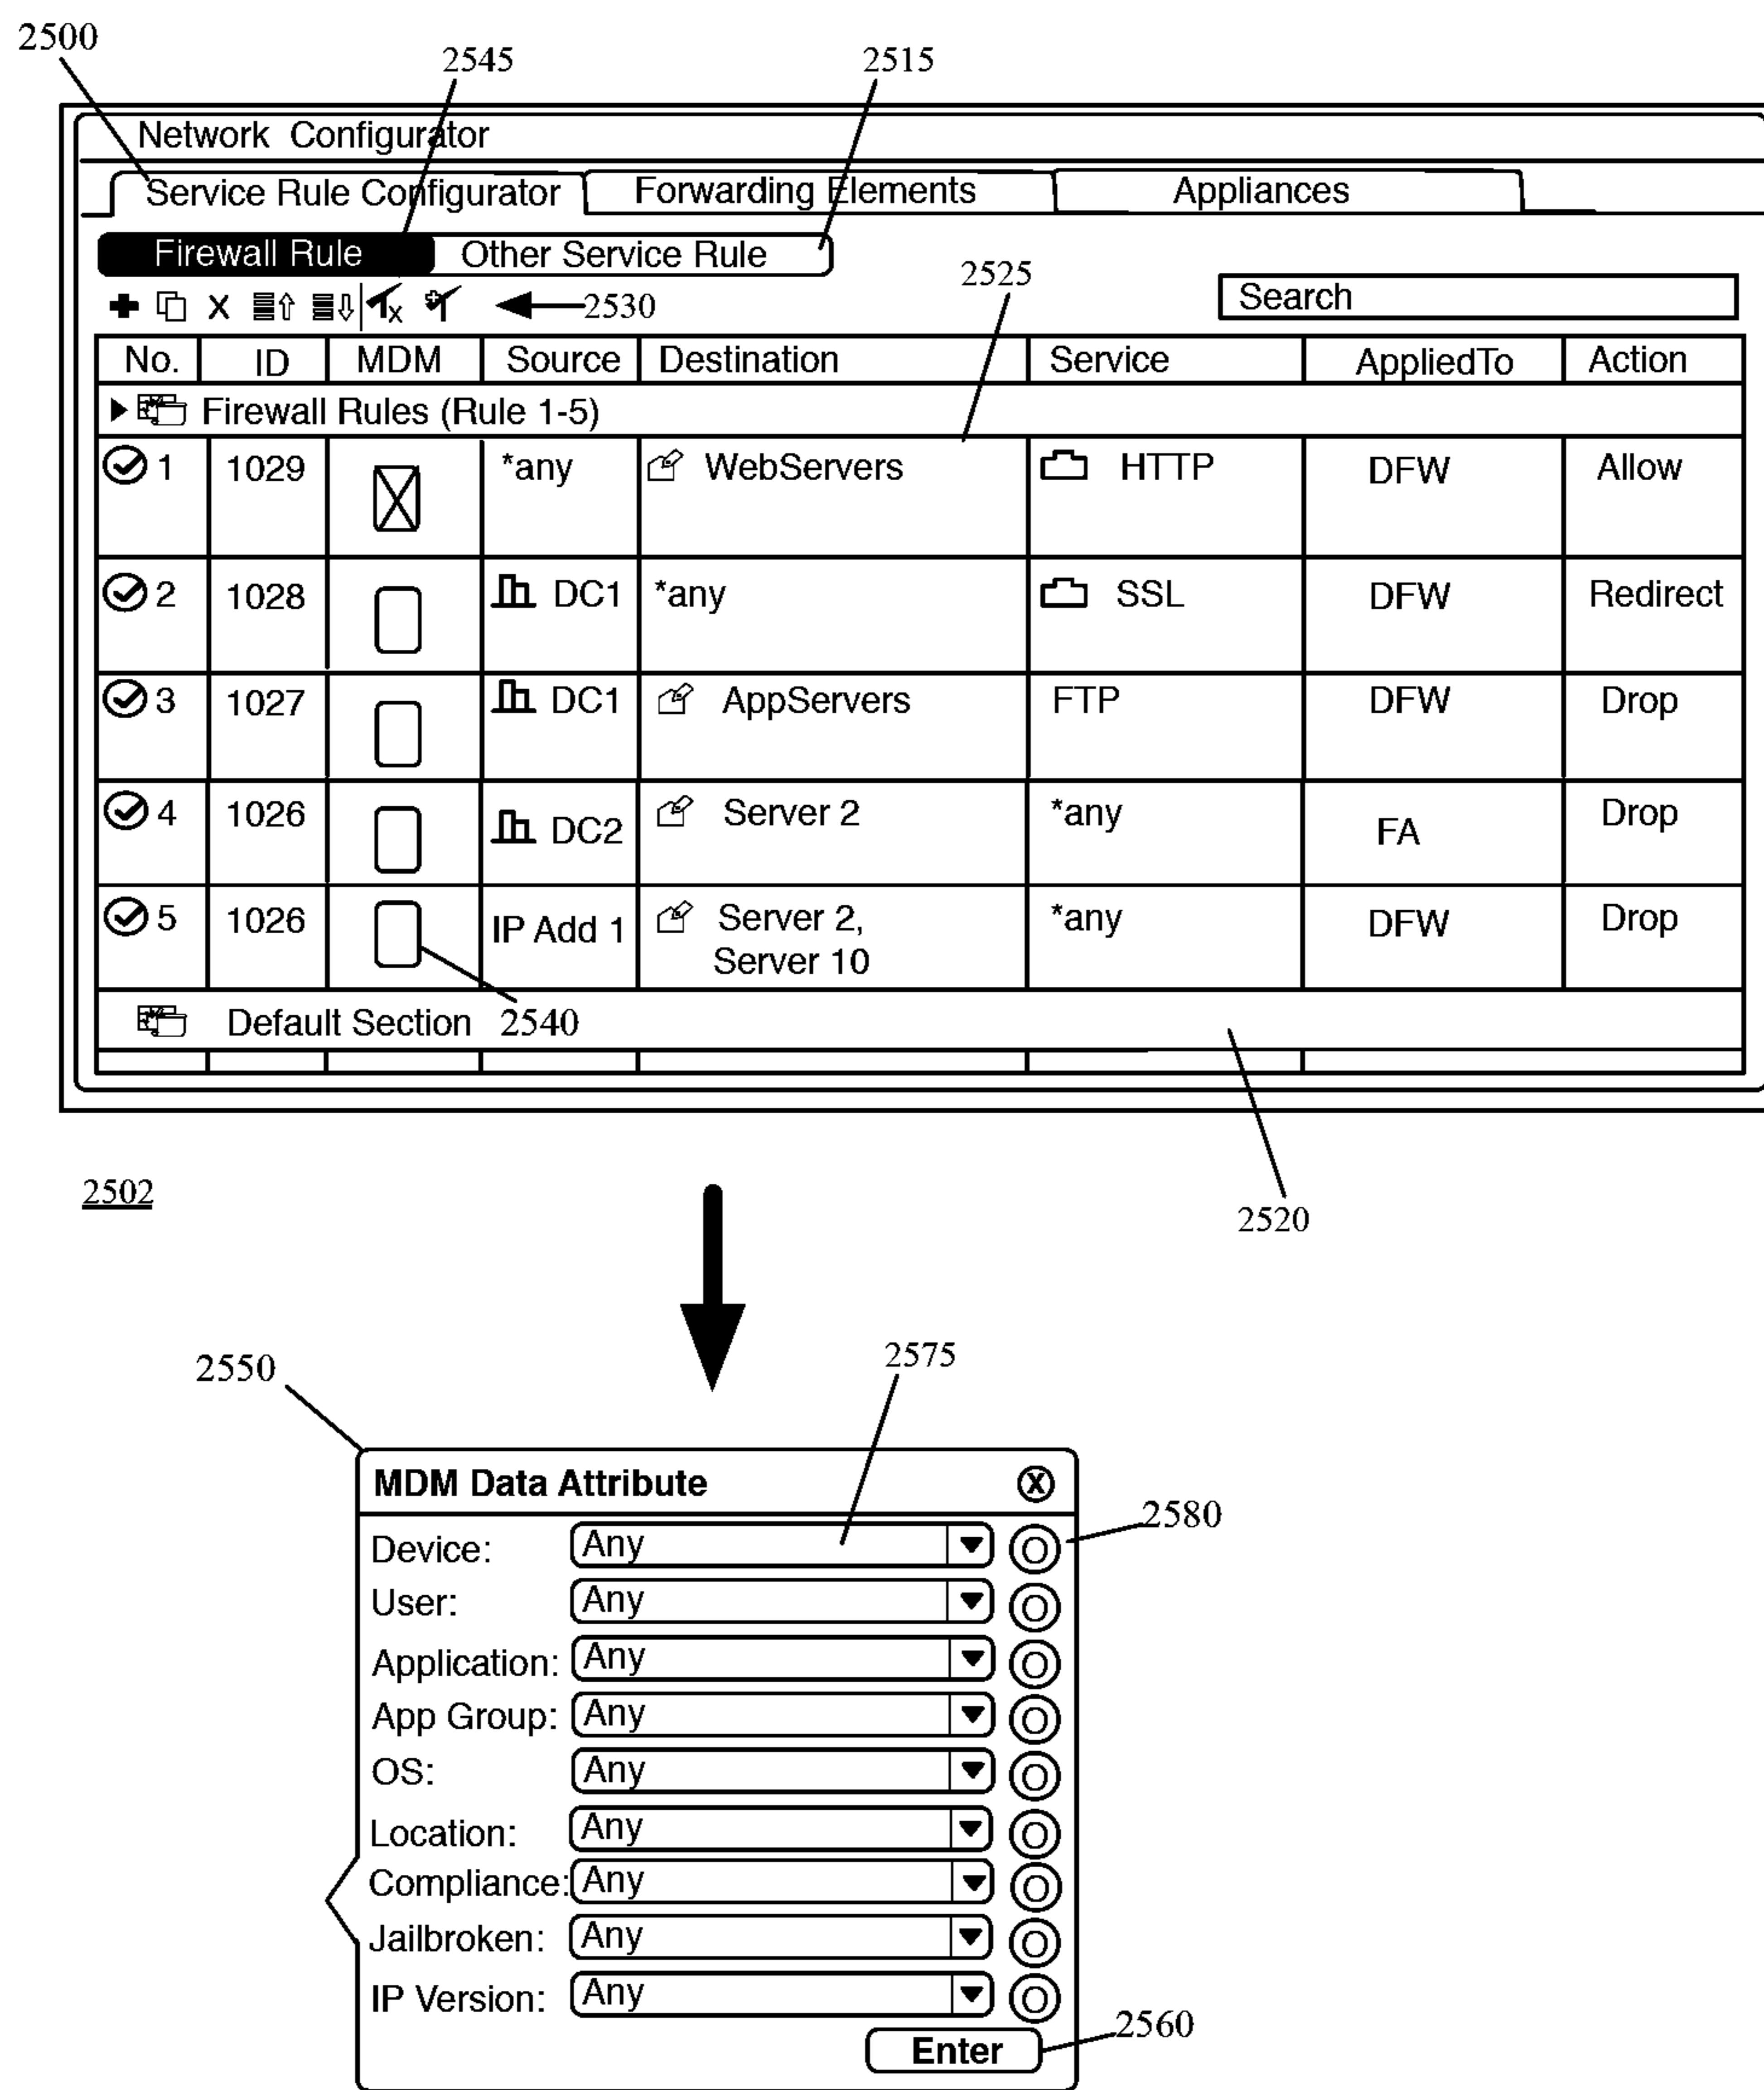 2500
2545
2515
Network Configurator
Service Rule Configurator Forwarding Elements Appliances
Firewall Rule Other Service Rule
2525
2530
Search
No. ID MDM Source Destination Service AppliedTo Action
Firewall Rules (Rule 1-5)
1 1029 *any WebServers HTTP DFW Allow
2 1028 DC1 *any SSL DFW Redirect
3 1027 DC1 AppServers FTP DFW Drop
4 1026 DC2 Server 2 *any FA Drop
5 1026 IP Add 1 Server 2, *any DFW Drop
Server 10
Default Section 2540
2502
2520
2550
2575
MDM Data Attribute X
2580
Device: Any O
User: Any O
Application: Any O
App Group: Any O
OS: Any O
Location: Any O
Compliance: Any O
Jailbroken: Any O
IP Version: Any O
2560
Enter